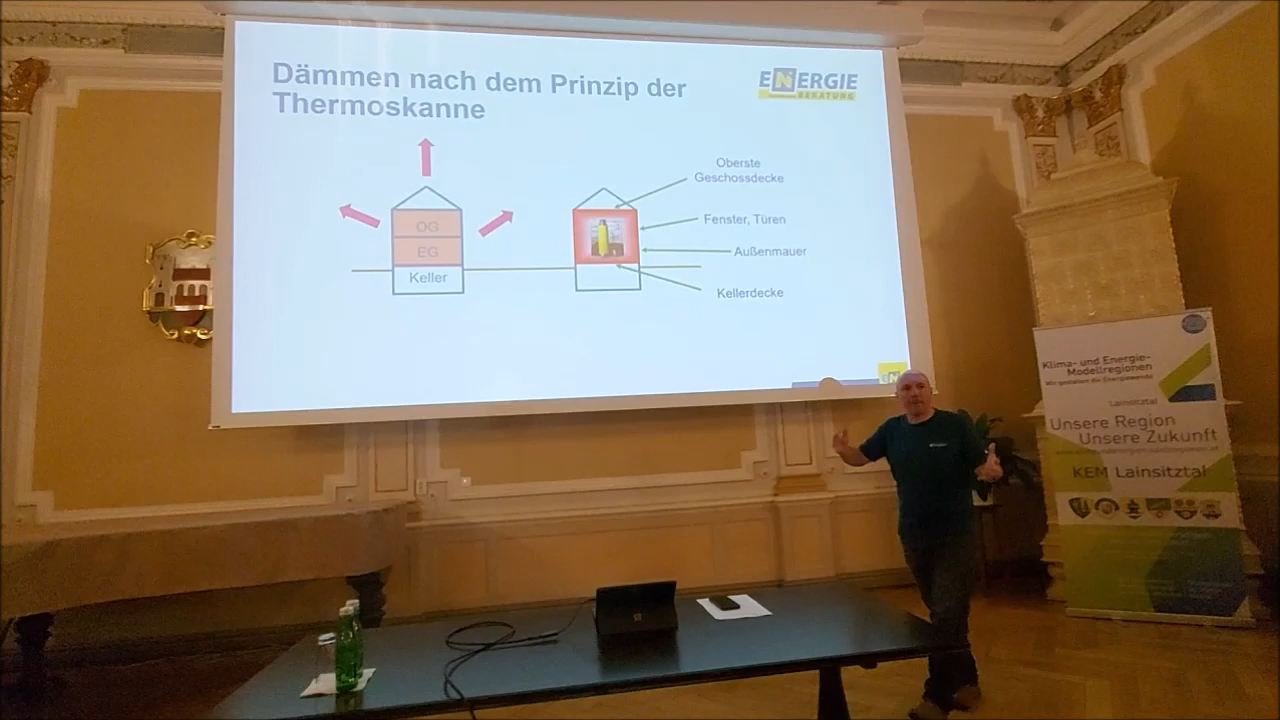 Dämmen nach dem Prinzip der
Thermoskanne
ENERGIE
BERATUNG
Oberste
Geschossdecke
Fenster, Türen
OG
EG
Außenmauer
Keller
Kellerdecke
Klima- und Energie-
Modellregionen
Wir gestalten die Energiewende
Lainsitztal
Unsere Region
Unsere Zukunft
KEM Lainsitztal